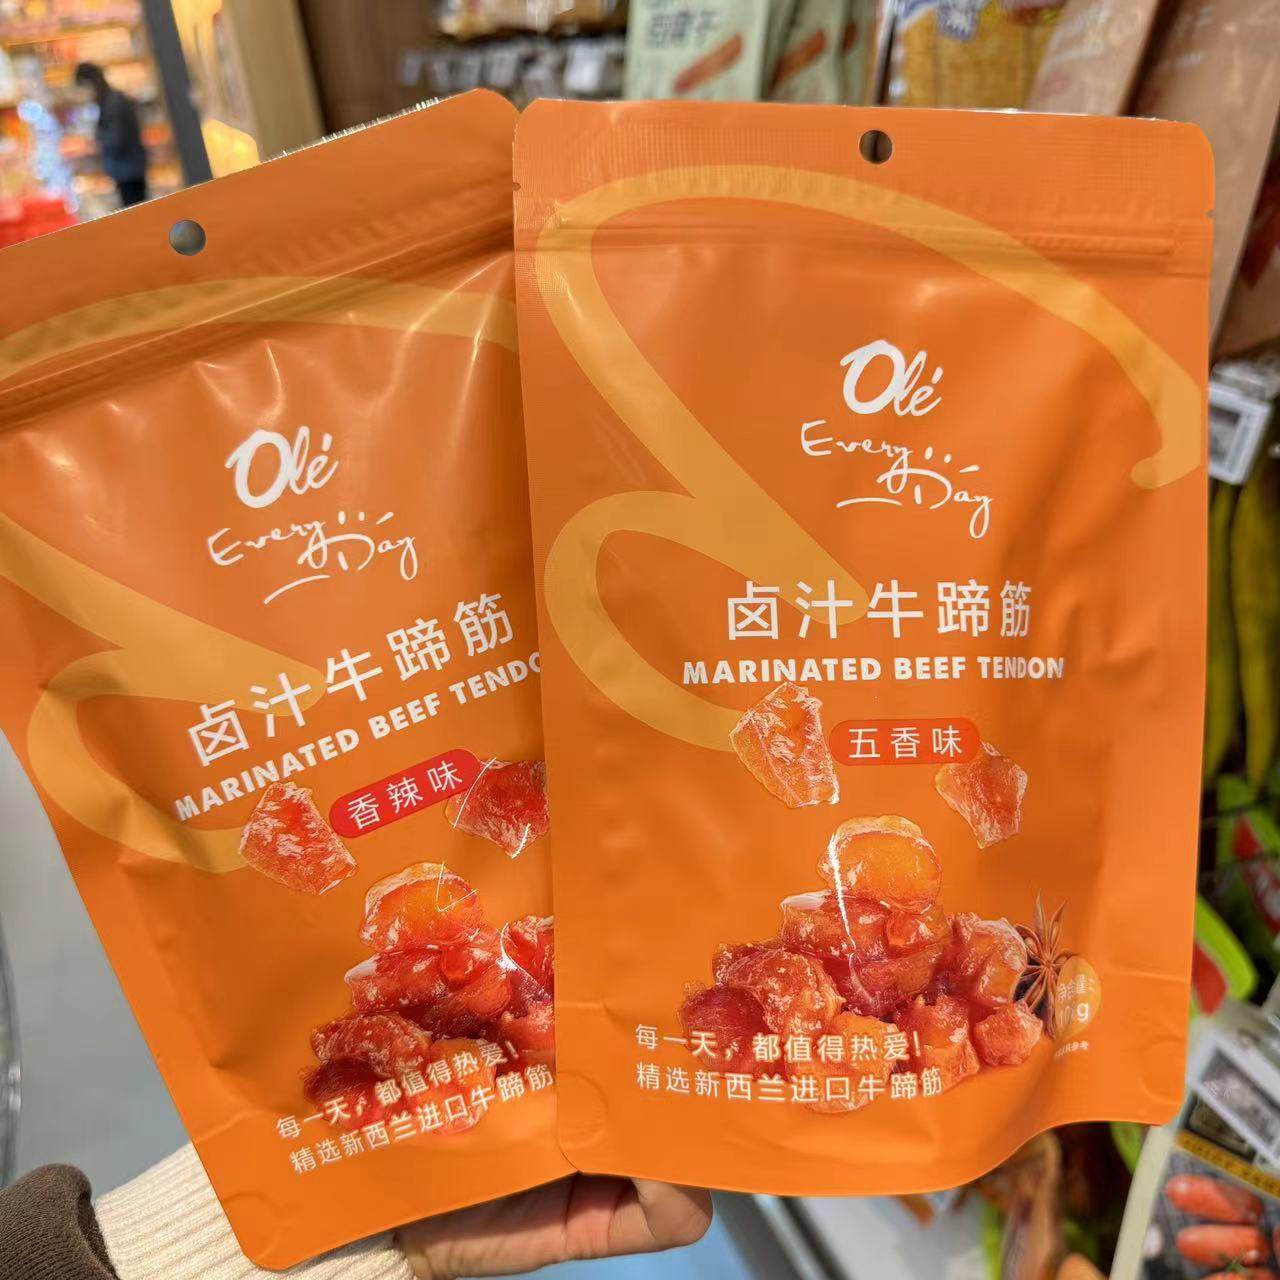 Olé
Every Day
卤汁牛蹄筋
MARINATED BEEF
香辣味
每一天，都值得热爱！
精选新西兰进口牛蹄筋
Olé
Every Day
卤汁牛蹄筋
MARINATED BEEF TENDON
五香味
每一天，都值得热爱！
精选新西兰进口牛蹄筋
净含量：
g